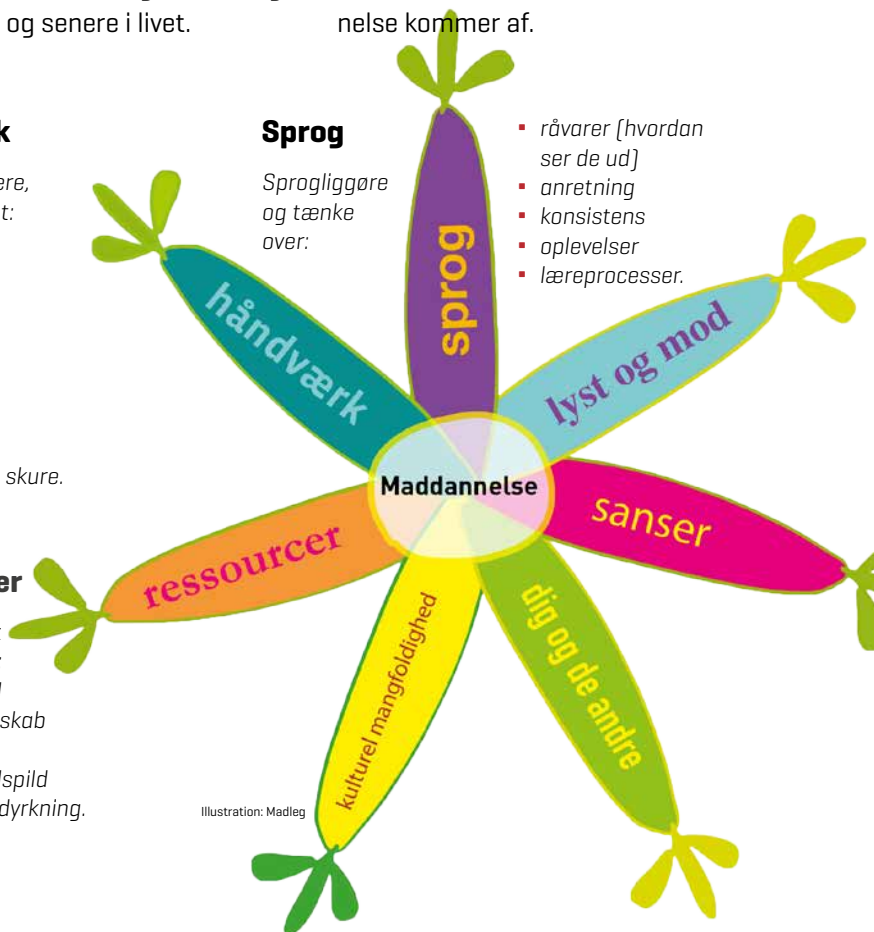 og senere i livet.
nelse kommer af.
k
ere,
t:
skure.
er
skab
spild
dyrkning.
Sprog
Sprogliggøre
og tænke
over:
▪ råvarer (hvordan
ser de ud)
▪ anretning
▪ konsistens
▪ oplevelser
▪ læreprocesser.
håndværk
sprog
lyst og mod
Maddannelse
sanser
ressourcer
kulturel mangfoldighed
dig og de andre
Illustration: Madleg